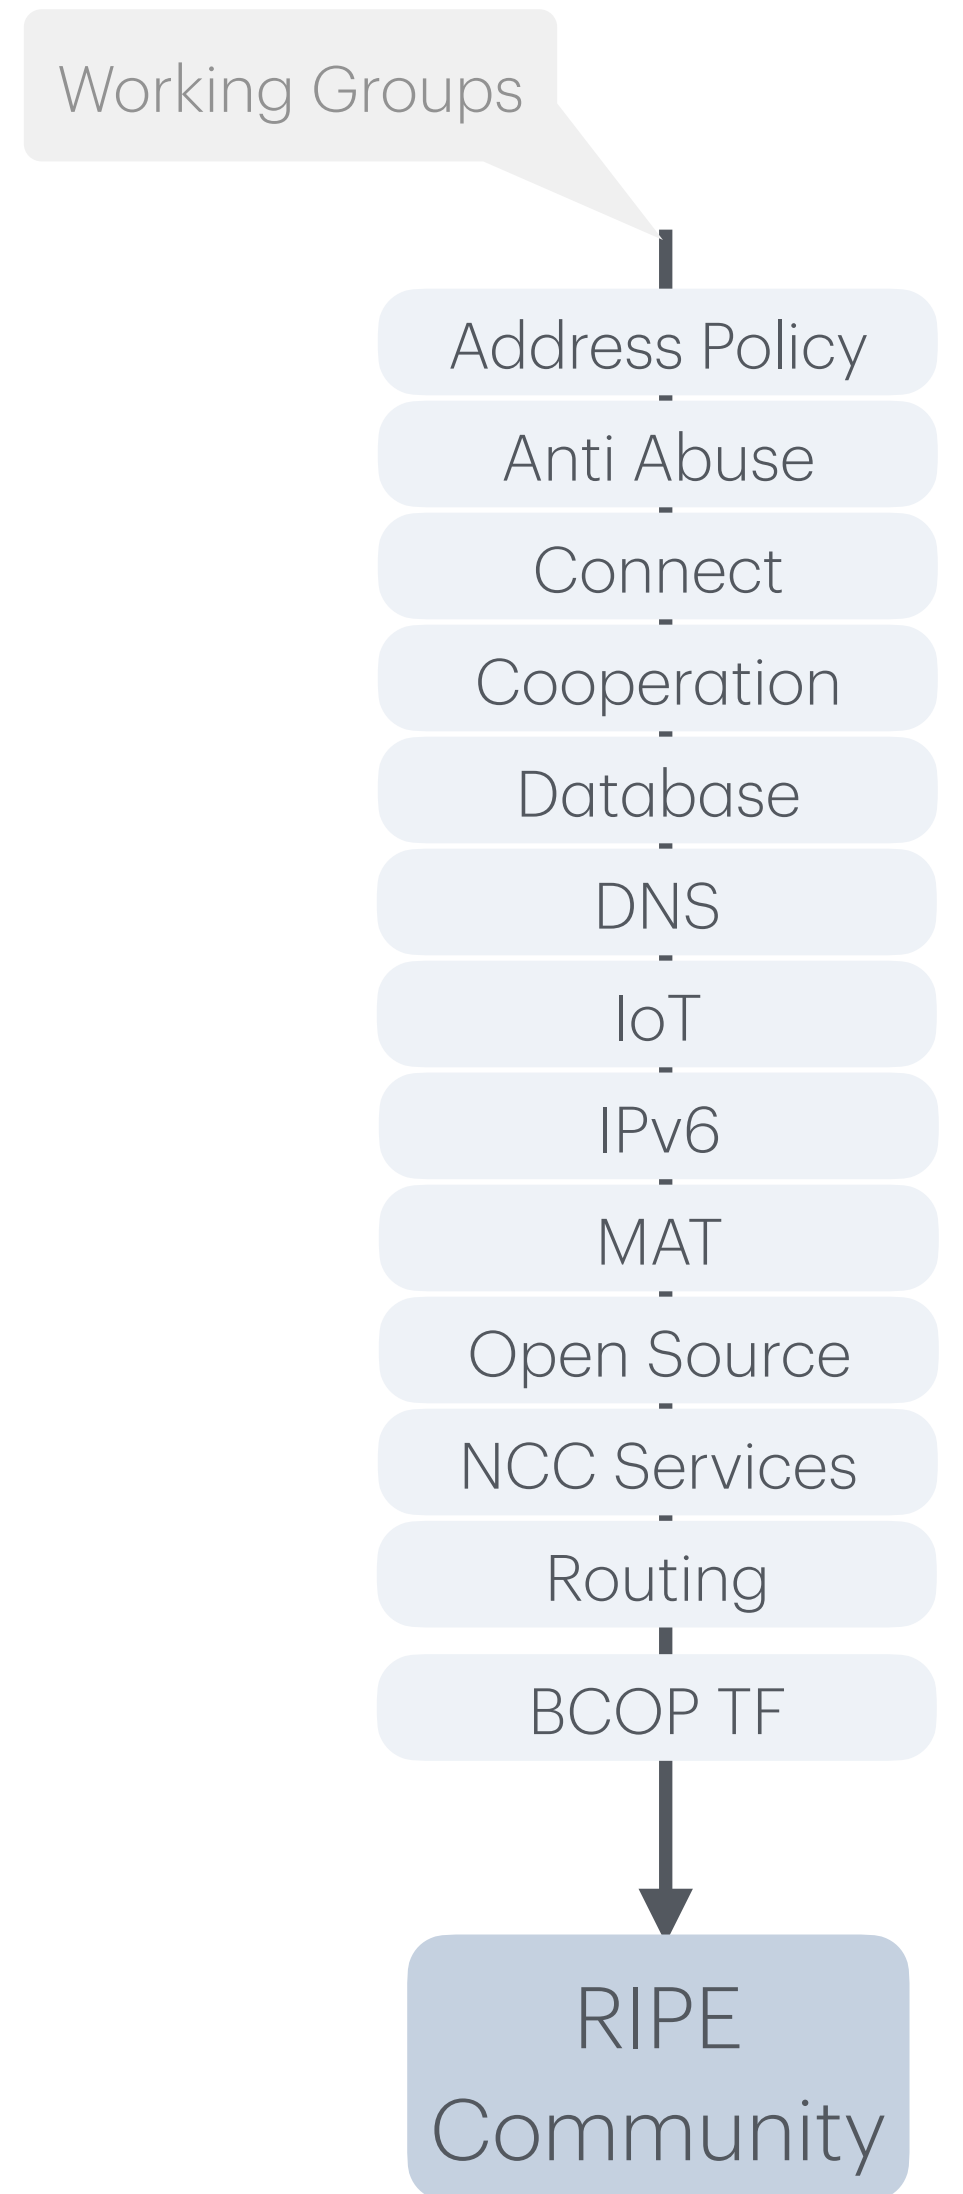 Working Groups
Address Policy
Anti Abuse
Connect
Cooperation
Database
DNS
IoT
IPv6
MAT
Open Source
NCC Services
Routing
BCOP TF
RIPE
Community